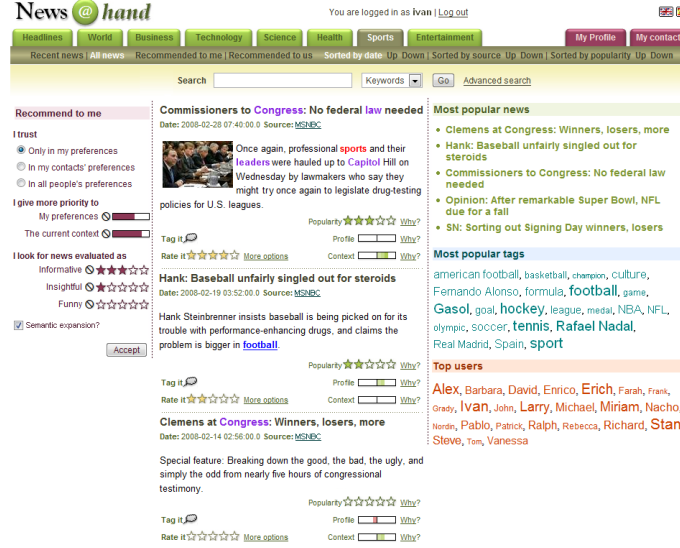 News @ hand
You are logged in as ivan | Log out
Headlines World Business Technology Science Health Sports Entertainment My Profile My contact
Recent news | All news Recommended to me | Recommended to us Sorted by date Up Down | Sorted by source Up Down | Sorted by popularity Up Down
Search Keywords Go Advanced search
Recommend to me
I trust
Only in my preferences
In my contacts' preferences
In all people's preferences
I give more priority to
My preferences
The current context
I look for news evaluated as
Informative
Insightful
Funny
Semantic expansion?
Accept
Commissioners to Congress: No federal law needed
Date: 2008-02-28 07:40:00.0 Source: MSNBC
Once again, professional sports and their
leaders were hauled up to Capitol Hill on
Wednesday by lawmakers who say they
might try once again to legislate drug-testing
policies for U.S. leagues.
Popularity Why?
Tag it Profile Why?
Rate it More options Context Why?
Hank: Baseball unfairly singled out for steroids
Date: 2008-02-19 03:52:00.0 Source: MSNBC
Hank Steinbrenner insists baseball is being picked on for its
trouble with performance-enhancing drugs, and claims the
problem is bigger in football.
Popularity Why?
Tag it Profile Why?
Rate it More options Context Why?
Clemens at Congress: Winners, losers, more
Date: 2008-02-14 02:56:00.0 Source: MSNBC
Special feature: Breaking down the good, the bad, the ugly, and
simply the odd from nearly five hours of congressional
testimony.
Popularity Why?
Tag it Profile Why?
Rate it More options Context Why?
Most popular news
Clemens at Congress: Winners, losers, more
Hank: Baseball unfairly singled out for
steroids
Commissioners to Congress: No federal law
needed
Opinion: After remarkable Super Bowl, NFL
due for a fall
SN: Sorting out Signing Day winners, losers
Most popular tags
american football, basketball, champion, culture,
Fernando Alonso, formula, football, game,
Gasol, goal, hockey, league, medal, NBA, NFL,
olympic, soccer, tennis, Rafael Nadal,
Real Madrid, Spain, sport
Top users
Alex, Barbara, David, Enrico, Erich, Farah, Frank,
Grady, Ivan, John, Larry, Michael, Miriam, Nacho,
Nordin, Pablo, Patrick, Ralph, Rebecca, Richard, Stan
Steve, Tom, Vanessa